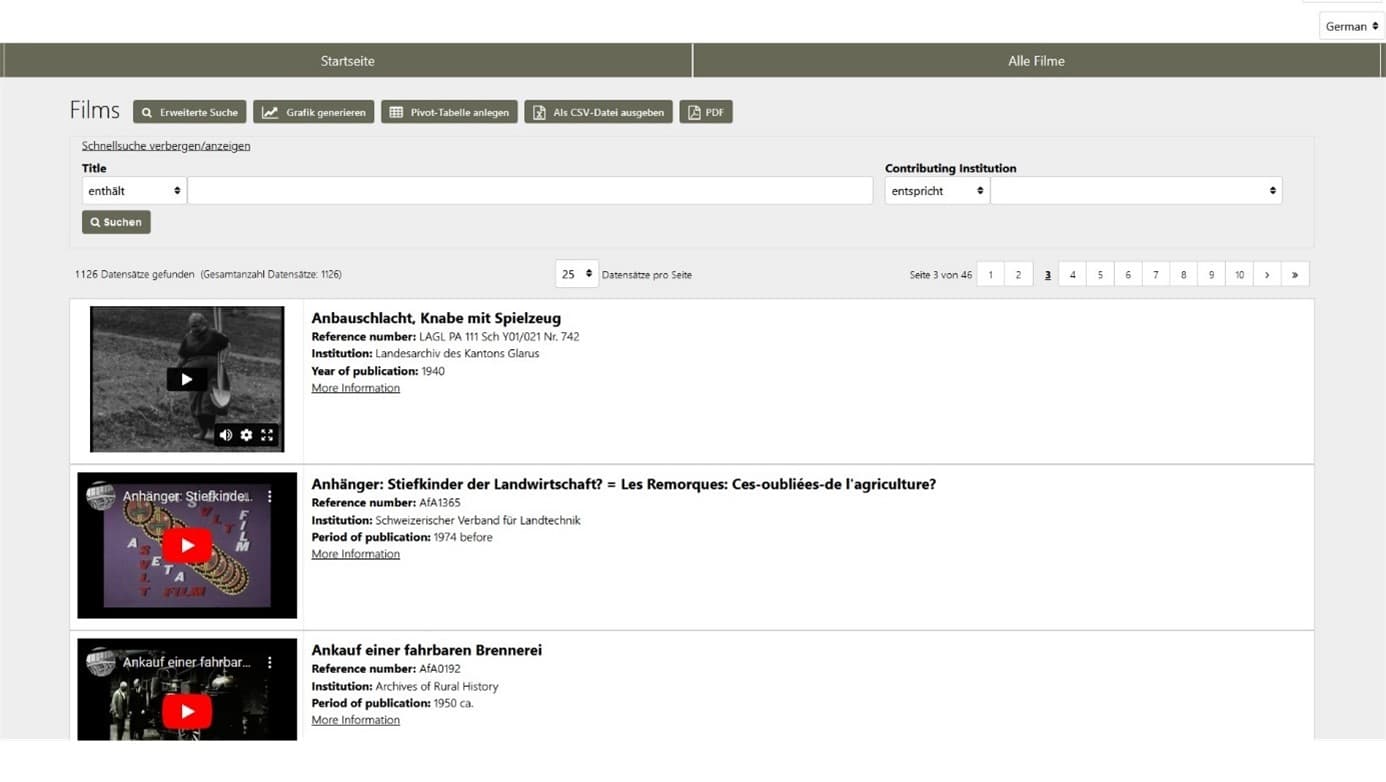 German
Startseite
Alle Filme
Films
Erweiterte Suche
Grafik generieren
Pivot-Tabelle anlegen
Als CSV-Datei ausgeben
PDF
Schnellsuche verbergen/anzeigen
Title
Contributing Institution
enthält
entspricht
Suchen
1126 Datensätze gefunden (Gesamtanzahl Datensätze: 1126)
25 Datensätze pro Seite
Seite 3 von 46 1 2 3 4 5 6 7 8 9 10 › »
Anbauschlacht, Knabe mit Spielzeug
Reference number: LAGL PA 111 Sch Y01/021 Nr. 742
Institution: Landesarchiv des Kantons Glarus
Year of publication: 1940
More Information
Anhänger: Stiefkinde...
FILM
SVLT
ASETA
SVLT FILM
Anhänger: Stiefkinder der Landwirtschaft? = Les Remorques: Ces-oubliées-de l'agriculture?
Reference number: AfA1365
Institution: Schweizerischer Verband für Landtechnik
Period of publication: 1974 before
More Information
Ankauf einer fahrbar...
Ankauf einer fahrbaren Brennerei
Reference number: AfA0192
Institution: Archives of Rural History
Period of publication: 1950 ca.
More Information